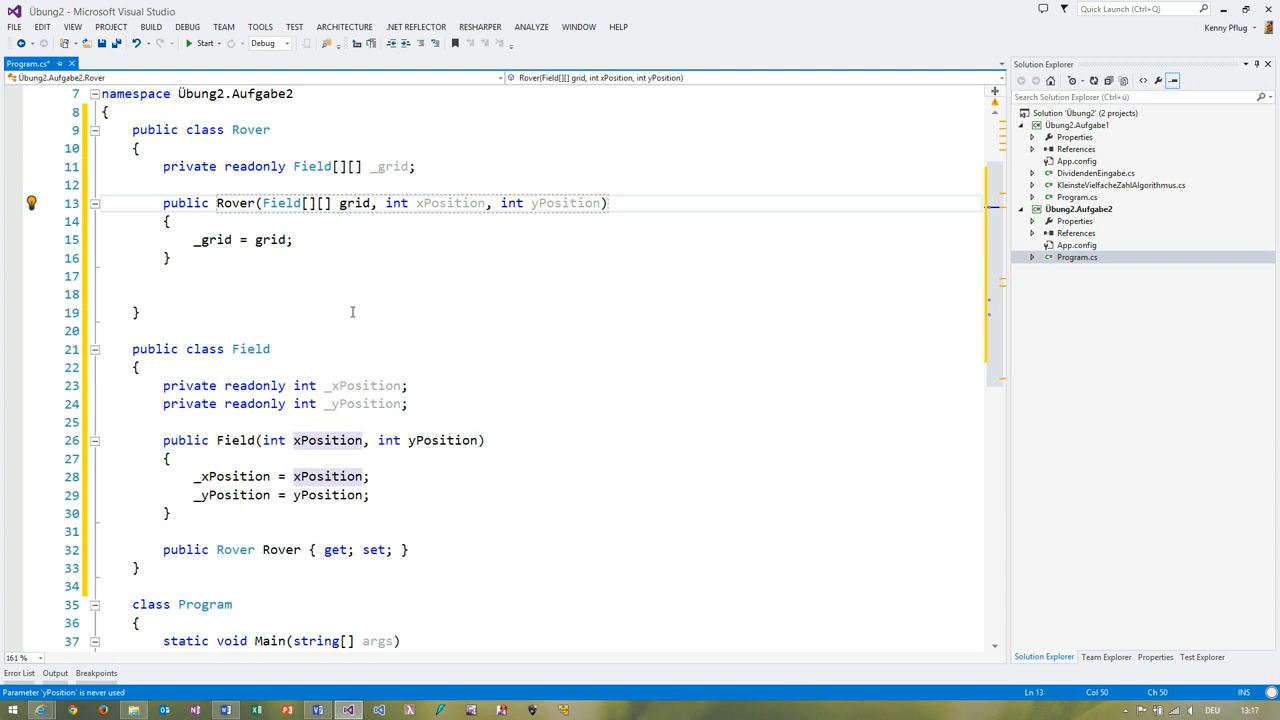 Übung2 - Microsoft Visual Studio
Quick Launch (Ctrl+Q)
FILE EDIT VIEW PROJECT BUILD DEBUG TEAM TOOLS TEST ARCHITECTURE .NET REFLECTOR RESHARPER ANALYZE WINDOW HELP
Kenny Pflug
Start Debug
Program.cs*
Solution Explorer
Übung2.Aufgabe2.Rover
Rover(Field[][] grid, int xPosition, int yPosition)
Search Solution Explorer (Ctrl+ü)
Solution 'Übung2' (2 projects)
Übung2.Aufgabe1
Properties
References
App.config
DividendenEingabe.cs
KleinsteVielfacheZahlAlgorithmus.cs
Program.cs
Übung2.Aufgabe2
Properties
References
App.config
Program.cs
7 namespace Übung2.Aufgabe2
8 {
9 public class Rover
10 {
11 private readonly Field[][] _grid;
12
13 public Rover(Field[][] grid, int xPosition, int yPosition)
14 {
15 _grid = grid;
16 }
17
18
19 }
20
21 public class Field
22 {
23 private readonly int _xPosition;
24 private readonly int _yPosition;
25
26 public Field(int xPosition, int yPosition)
27 {
28 _xPosition = xPosition;
29 _yPosition = yPosition;
30 }
31
32 public Rover Rover { get; set; }
33 }
34
35 class Program
36 {
37 static void Main(string[] args)
161 %
Solution Explorer Team Explorer Properties Test Explorer
Error List Output Breakpoints
Parameter 'yPosition' is never used
Ln 13 Col 50 Ch 50 INS
DEU 13:17